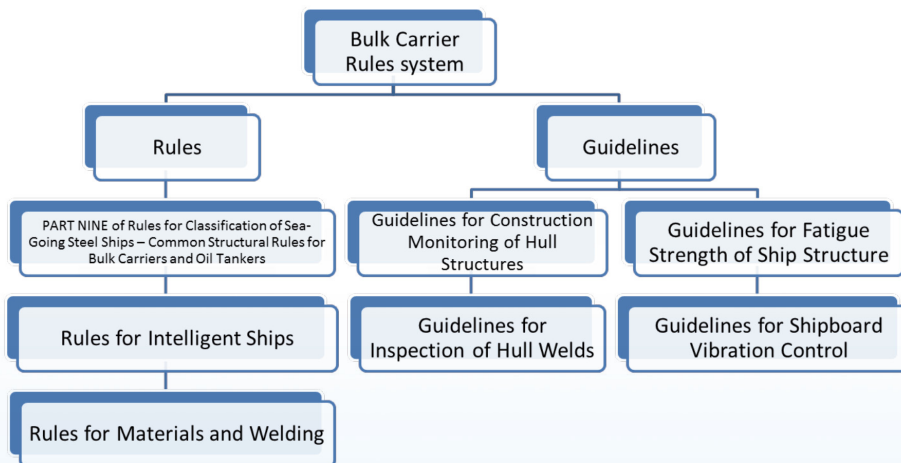 Bulk Carrier
Rules system
Rules
Guidelines
PART NINE of Rules for Classification of Sea-
Going Steel Ships – Common Structural Rules for
Bulk Carriers and Oil Tankers
Guidelines for Construction
Monitoring of Hull
Structures
Guidelines for Fatigue
Strength of Ship Structure
Rules for Intelligent Ships
Guidelines for
Inspection of Hull Welds
Guidelines for Shipboard
Vibration Control
Rules for Materials and Welding